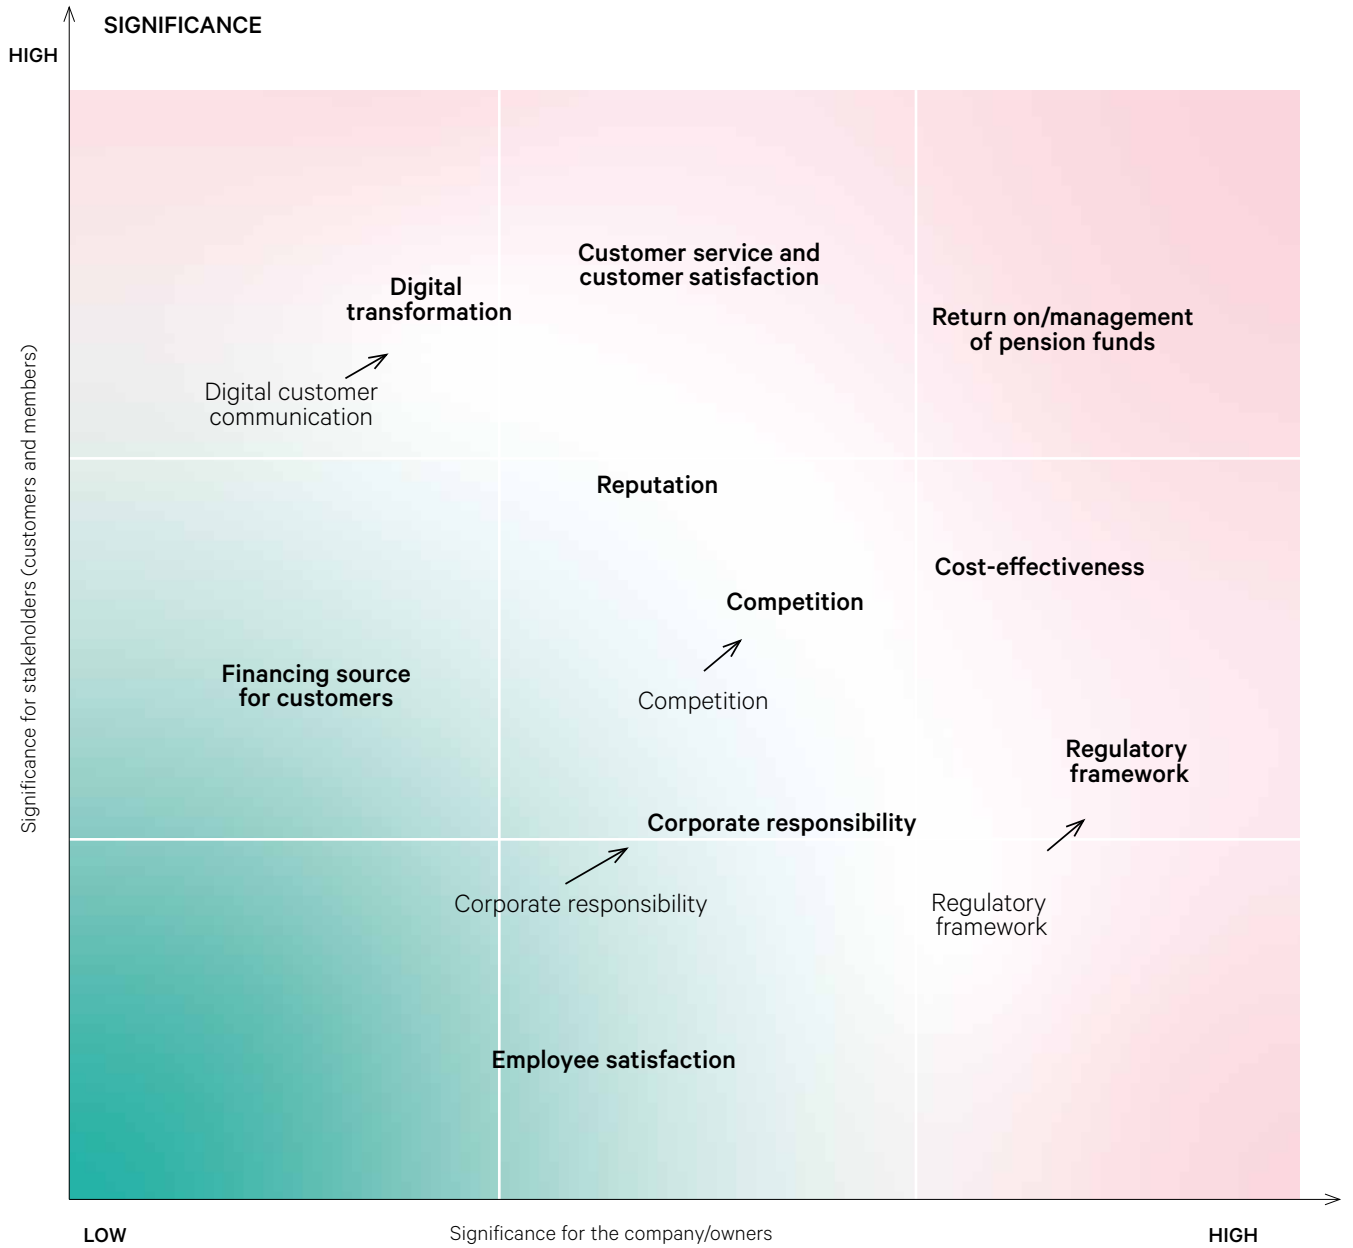 SIGNIFICANCE
HIGH
Customer service and
customer satisfaction
Digital
transformation
Return on/management
of pension funds
Digital customer
communication
Significance for stakeholders (customers and members)
Reputation
Cost-effectiveness
Competition
Financing source
for customers
Competition
Regulatory
framework
Corporate responsibility
Corporate responsibility
Regulatory
framework
Employee satisfaction
LOW
Significance for the company/owners
HIGH